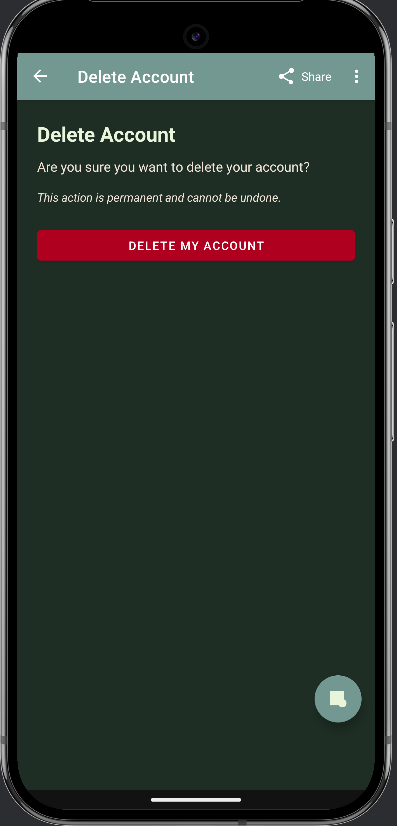 Delete Account
Share
Delete Account
Are you sure you want to delete your account?
This action is permanent and cannot be undone.
DELETE MY ACCOUNT